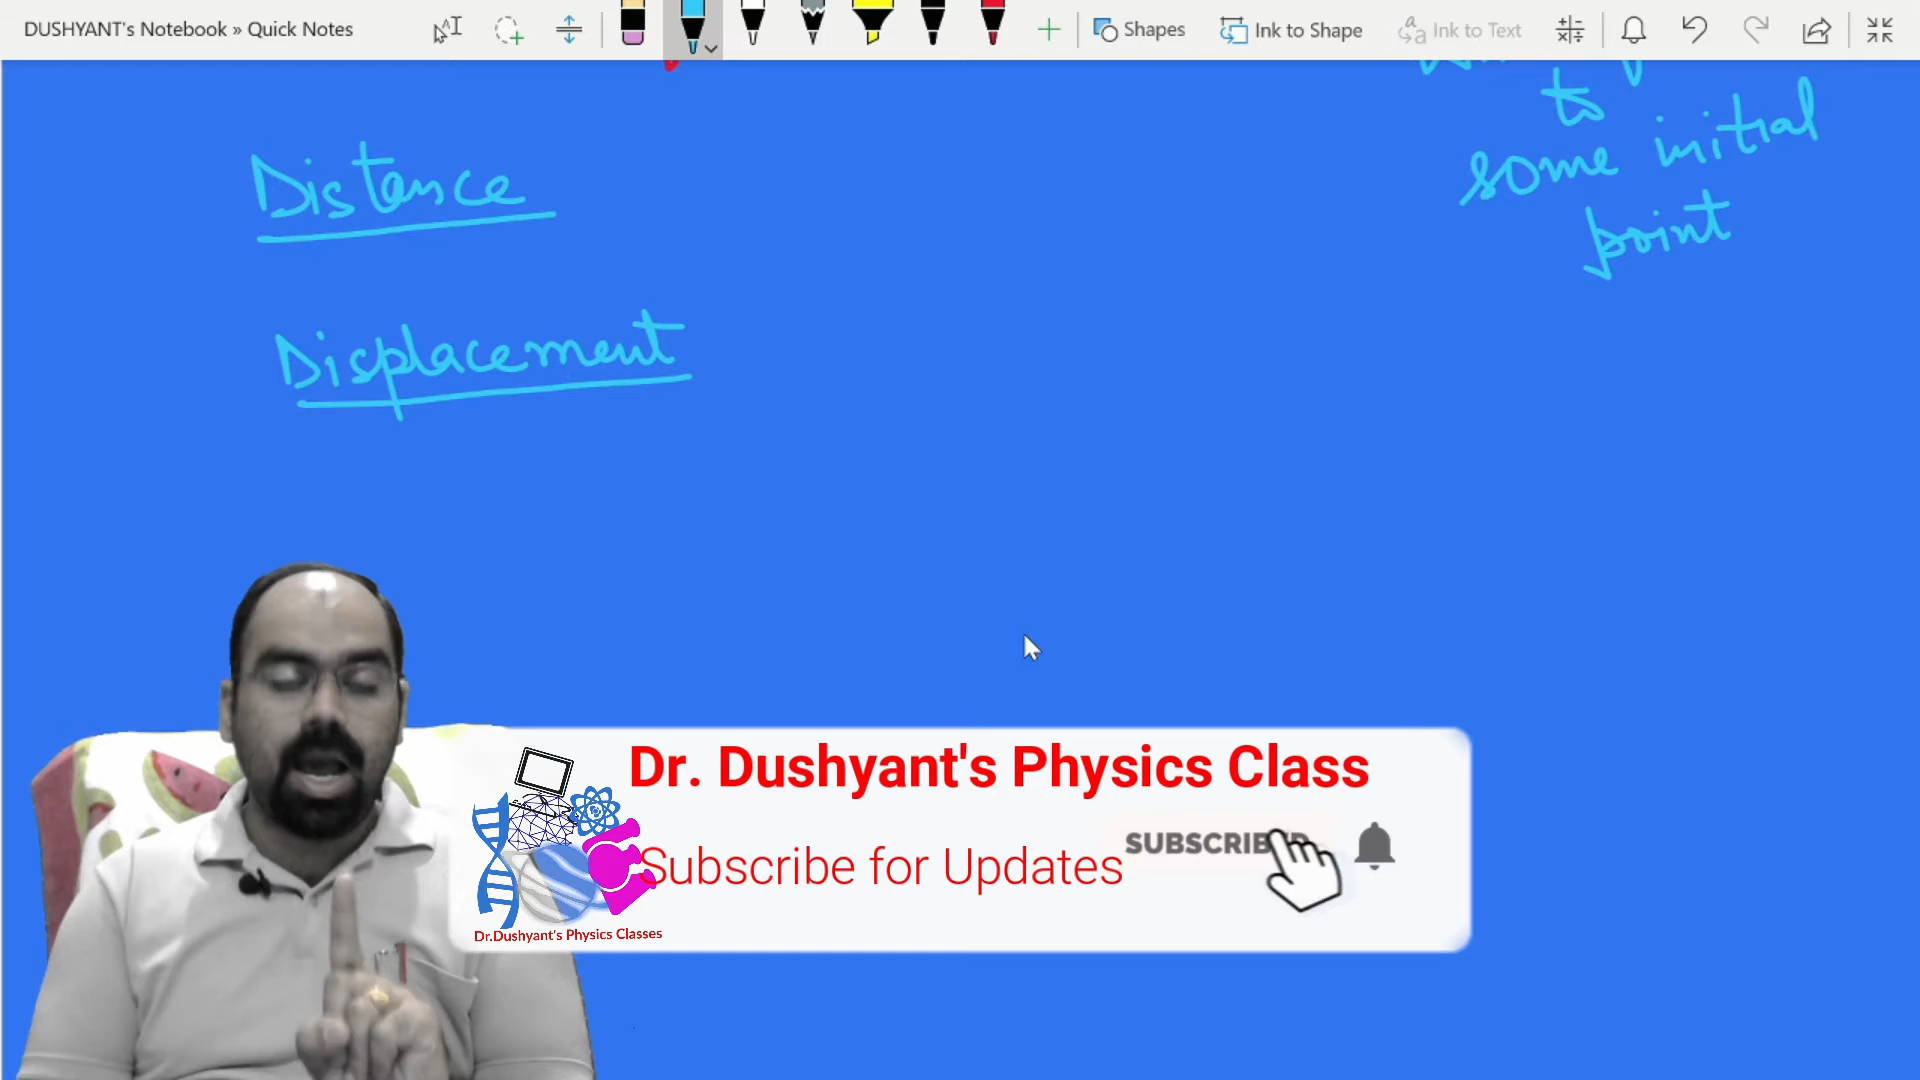 DUSHYANT's Notebook » Quick Notes
Shapes
Ink to Shape
Ink to Text
to
some initial
point
Distance
Displacement
Dr. Dushyant's Physics Class
Subscribe for Updates
SUBSCRIBED
Dr.Dushyant's Physics Classes